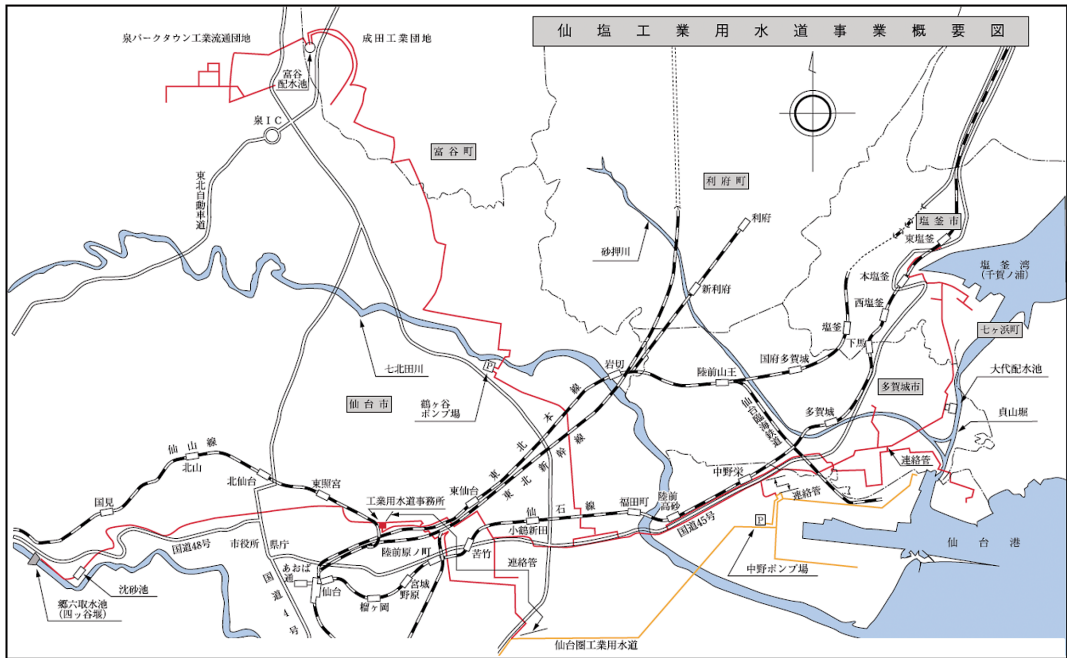 仙塩工業用水道事業概要図
泉パークタウン工業流通団地
成田工業団地
富谷
配水池
泉IC
東北自動車道
富谷町
利府町
利府
砂押川
新利府
塩釜市
東塩釜
塩釜湾
(千賀ノ浦)
本塩釜
西塩釜
塩釜
下馬
七ヶ浜町
大代配水池
貞山堀
国府多賀城
多賀城市
陸前山王
多賀城
仙台臨海鉄道
岩切
七北田川
鶴ヶ谷
ポンプ場
P
仙台市
東北本線
東北新幹線
中野栄
連絡管
連絡管
仙山線
北山
北仙台
東照宮
国見
工業用水道事務所
東仙台
仙石線
福田町
陸前
高砂
小鶴新田
国道45号
P
中野ポンプ場
仙台港
国道48号
市役所
県庁
陸前原ノ町
苦竹
連絡管
あおば
通
仙台
宮城
野原
榴ヶ岡
国道4号
沈砂池
郷六取水池
(四ッ谷堰)
仙台圏工業用水道